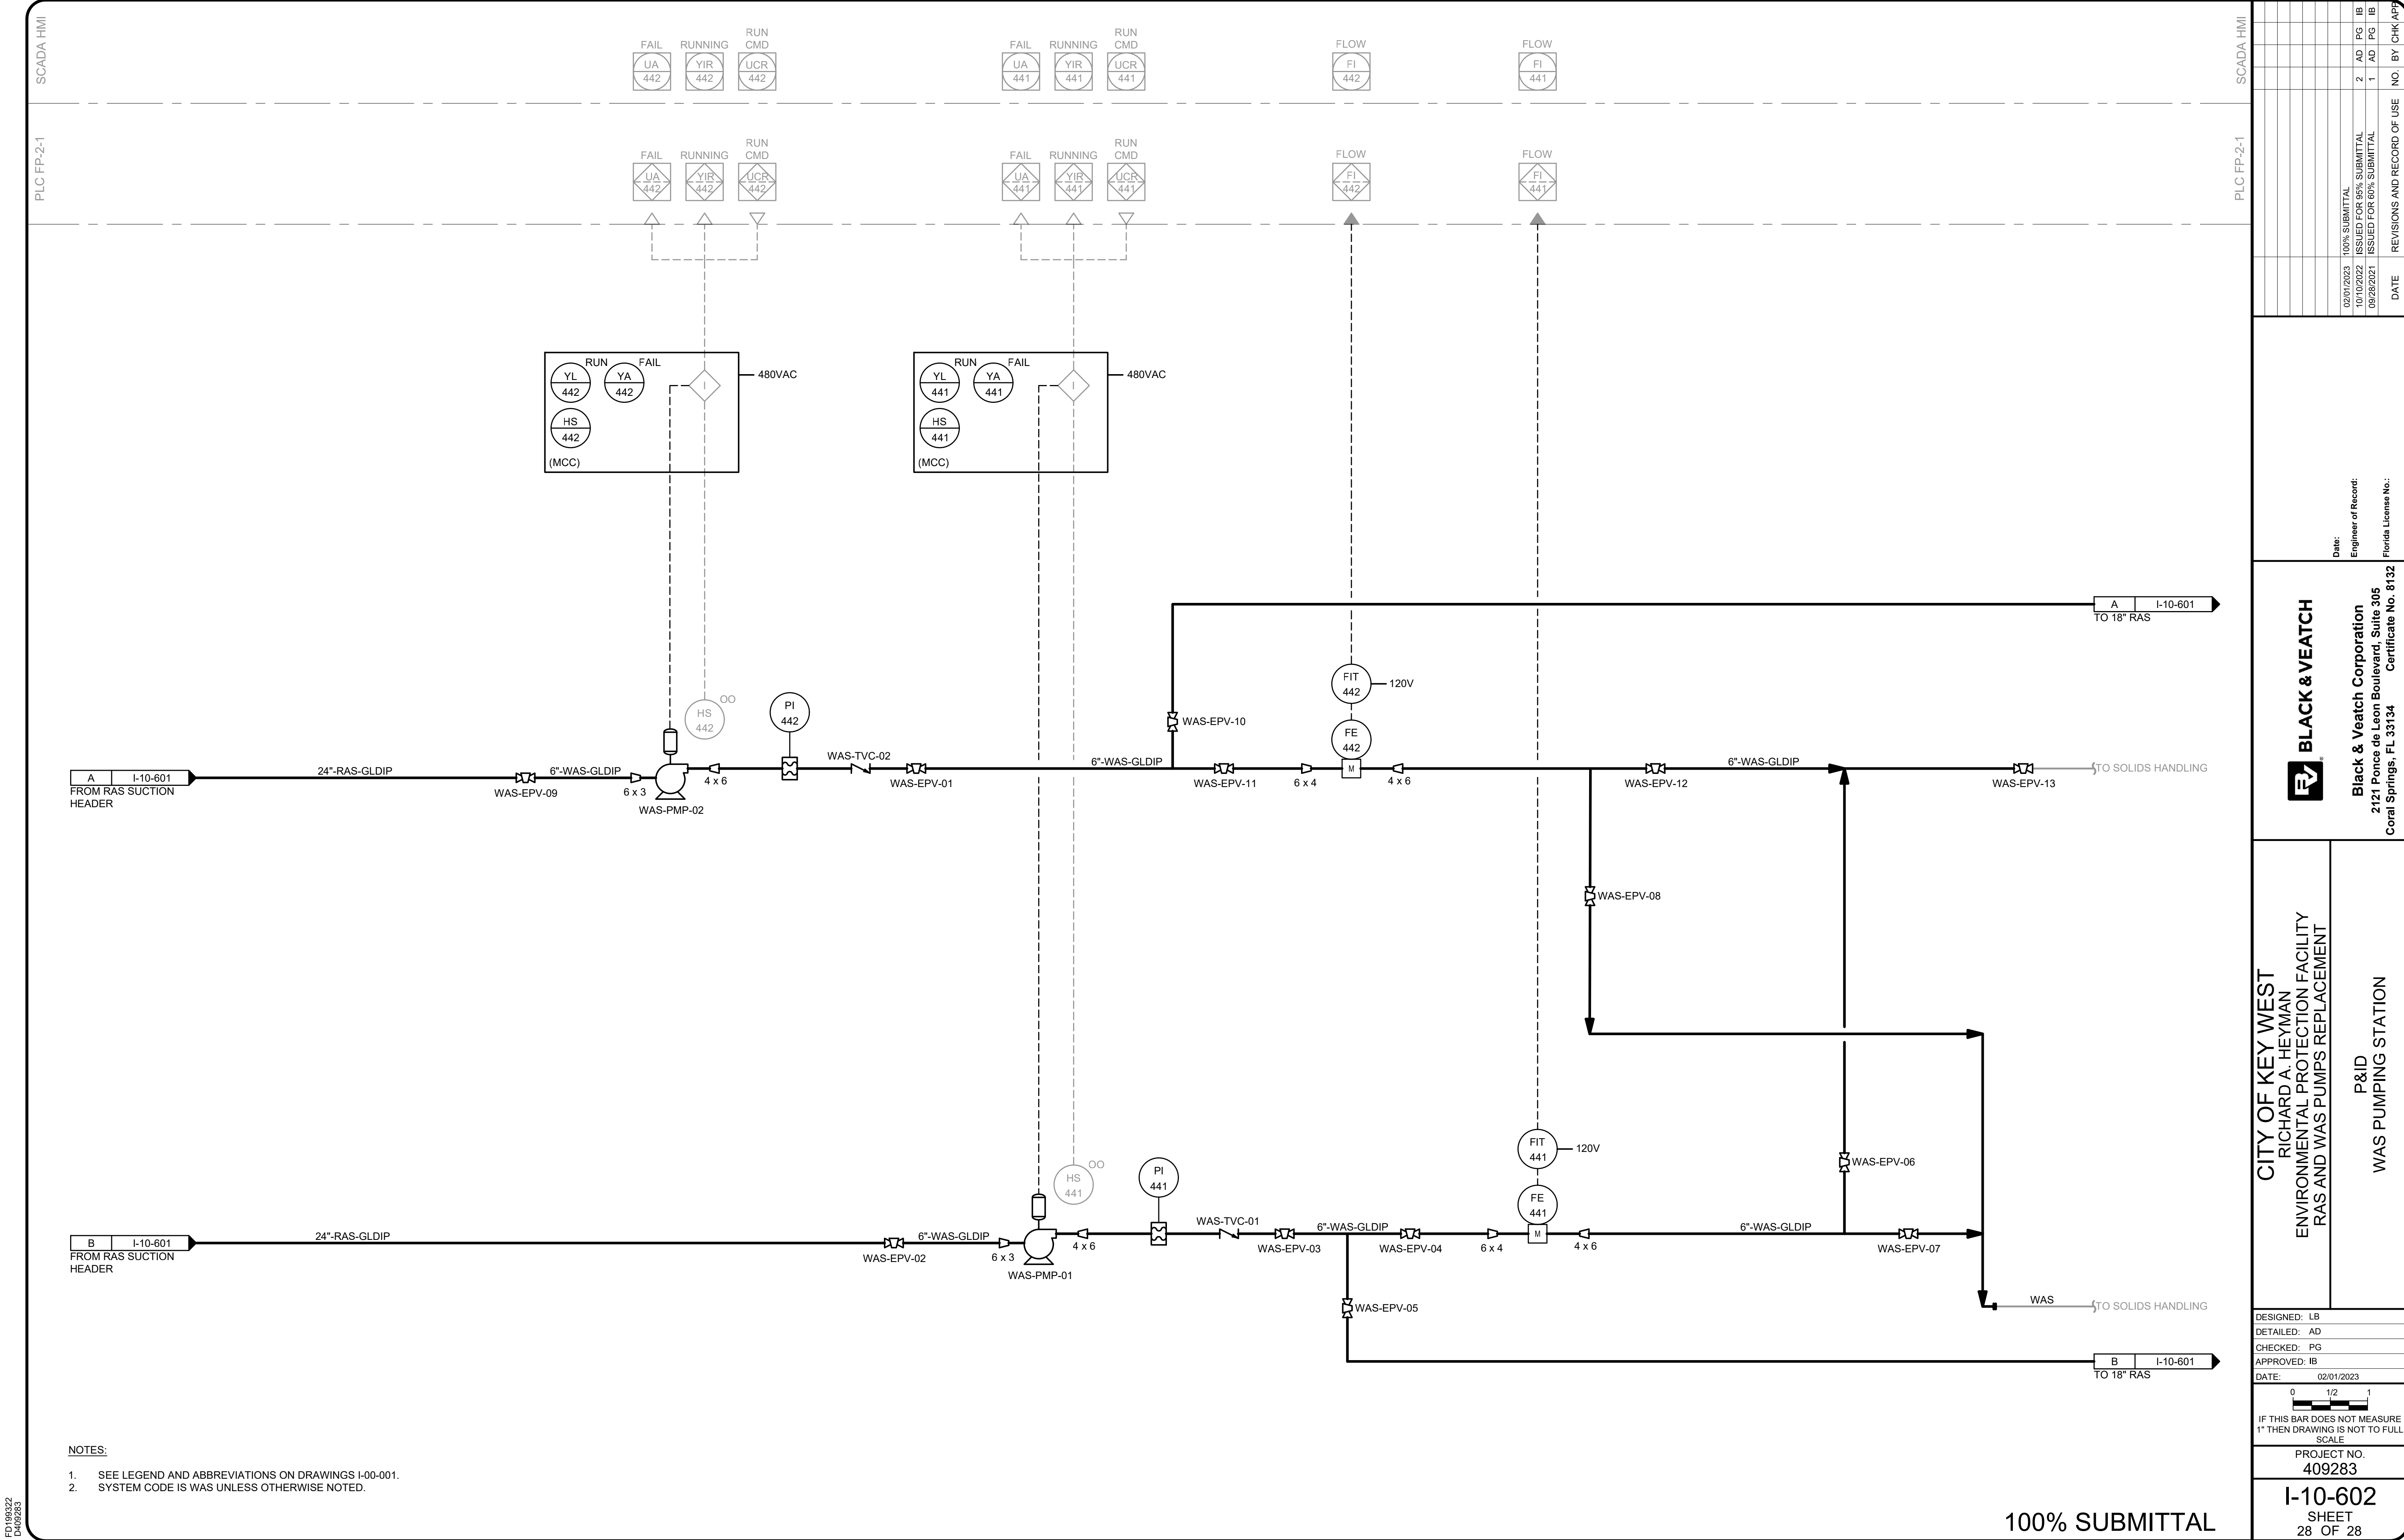 SCADA HMI
FAIL RUNNING RUN CMD
UA 442
YIR 442
UCR 442
FAIL RUNNING RUN CMD
UA 441
YIR 441
UCR 441
FLOW
FI 442
FLOW
FI 441
SCADA HMI
PLC FP-2-1
FAIL RUNNING RUN CMD
UA 442
YIR 442
UCR 442
FAIL RUNNING RUN CMD
UA 441
YIR 441
UCR 441
FLOW
FI 442
FLOW
FI 441
PLC FP-2-1
RUN FAIL
YL 442
YA 442
I
HS 442
(MCC)
480VAC
RUN FAIL
YL 441
YA 441
I
HS 441
(MCC)
480VAC
A I-10-601
TO 18" RAS
FIT 442
120V
HS 442
OO
PI 442
WAS-EPV-10
FE 442
M
A I-10-601
FROM RAS SUCTION
HEADER
24"-RAS-GLDIP
WAS-EPV-09
6"-WAS-GLDIP
6 x 3
WAS-PMP-02
4 x 6
WAS-TVC-02
WAS-EPV-01
6"-WAS-GLDIP
WAS-EPV-11
6 x 4
4 x 6
WAS-EPV-12
6"-WAS-GLDIP
WAS-EPV-13
TO SOLIDS HANDLING
WAS-EPV-08
FIT 441
120V
HS 441
OO
PI 441
FE 441
M
WAS-EPV-06
B I-10-601
FROM RAS SUCTION
HEADER
24"-RAS-GLDIP
WAS-EPV-02
6"-WAS-GLDIP
6 x 3
WAS-PMP-01
4 x 6
WAS-TVC-01
WAS-EPV-03
6"-WAS-GLDIP
WAS-EPV-04
6 x 4
4 x 6
6"-WAS-GLDIP
WAS-EPV-07
WAS-EPV-05
WAS
TO SOLIDS HANDLING
B I-10-601
TO 18" RAS
NOTES:
1. SEE LEGEND AND ABBREVIATIONS ON DRAWINGS I-00-001.
2. SYSTEM CODE IS WAS UNLESS OTHERWISE NOTED.
FD199322
D409283
100% SUBMITTAL
02/01/2023 100% SUBMITTAL
10/10/2022 ISSUED FOR 95% SUBMITTAL 2 AD PG IB
09/28/2021 ISSUED FOR 60% SUBMITTAL 1 AD PG IB
DATE REVISIONS AND RECORD OF USE NO. BY CHK APP
Date:
Engineer of Record:
Florida License No.:
BV
BLACK & VEATCH
Black & Veatch Corporation
2121 Ponce de Leon Boulevard, Suite 305
Coral Springs, FL 33134 Certificate No. 8132
CITY OF KEY WEST
RICHARD A. HEYMAN
ENVIRONMENTAL PROTECTION FACILITY
RAS AND WAS PUMPS REPLACEMENT
P&ID
WAS PUMPING STATION
DESIGNED: LB
DETAILED: AD
CHECKED: PG
APPROVED: IB
DATE: 02/01/2023
0 1/2 1
IF THIS BAR DOES NOT MEASURE
1" THEN DRAWING IS NOT TO FULL
SCALE
PROJECT NO.
409283
I-10-602
SHEET
28 OF 28